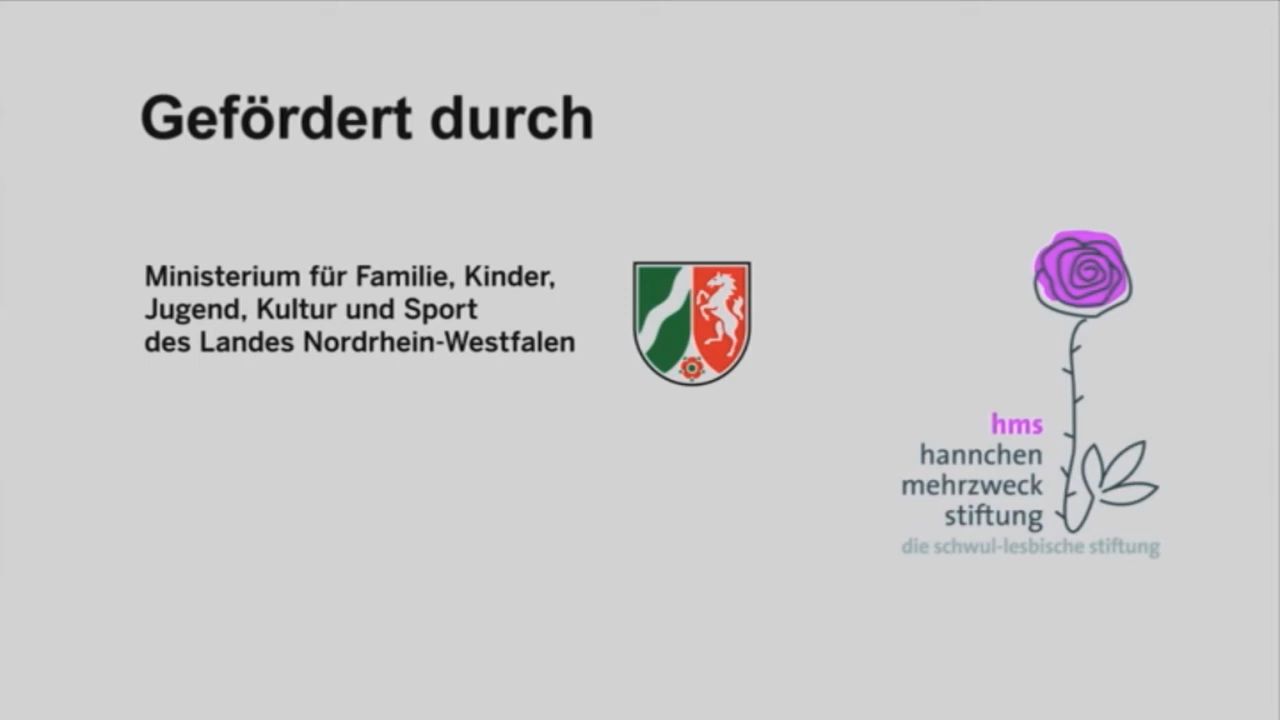 Gefördert durch
Ministerium für Familie, Kinder,
Jugend, Kultur und Sport
des Landes Nordrhein-Westfalen
hms
hannchen
mehrzweck
stiftung
die schwul-lesbische stiftung